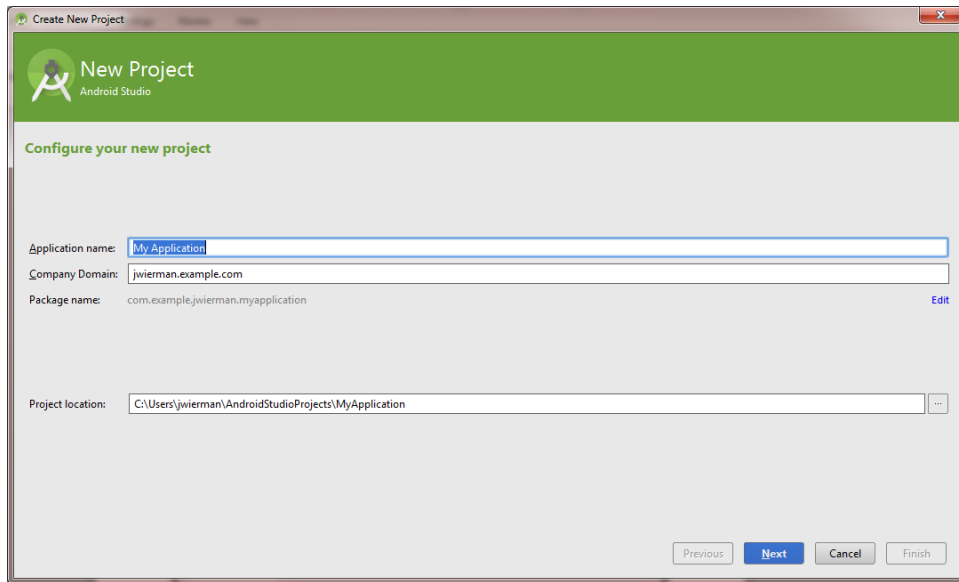 Create New Project
New Project
Android Studio
Configure your new project
Application name: My Application
Company Domain: jwierman.example.com
Package name: com.example.jwierman.myapplication Edit
Project location: C:\Users\jwierman\AndroidStudioProjects\MyApplication ...
Previous Next Cancel Finish